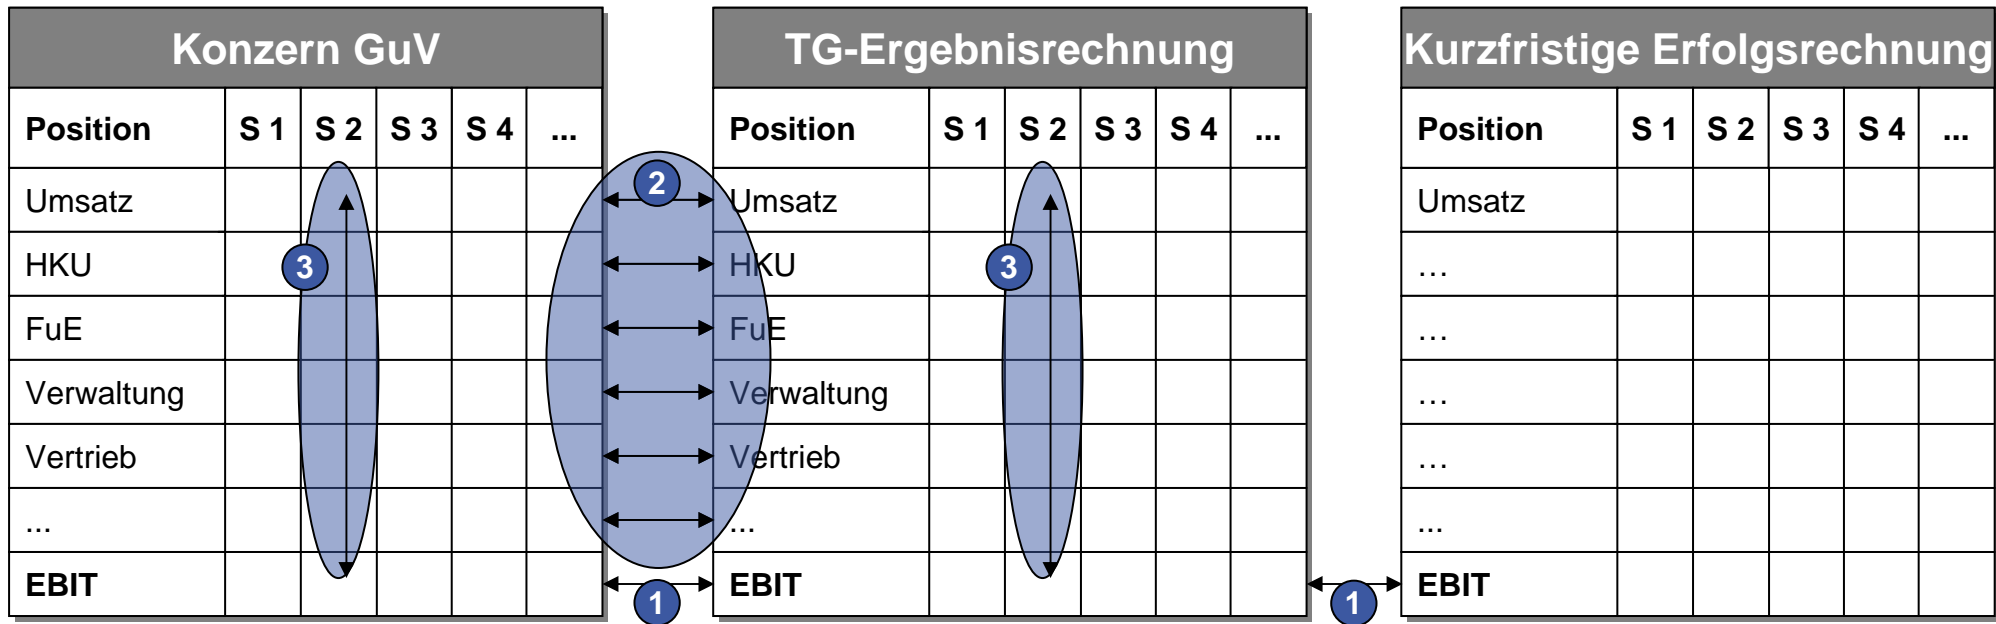 Konzern GuV TG-Ergebnisrechnung Kurzfristige Erfolgsrechnung
Position S 1 S 2 S 3 S 4 ... Position S 1 S 2 S 3 S 4 ... Position S 1 S 2 S 3 S 4 ...
Umsatz 2 Umsatz Umsatz
HKU 3 HKU 3 …
FuE FuE …
Verwaltung Verwaltung …
Vertrieb Vertrieb …
... ... ...
EBIT 1 EBIT 1 EBIT